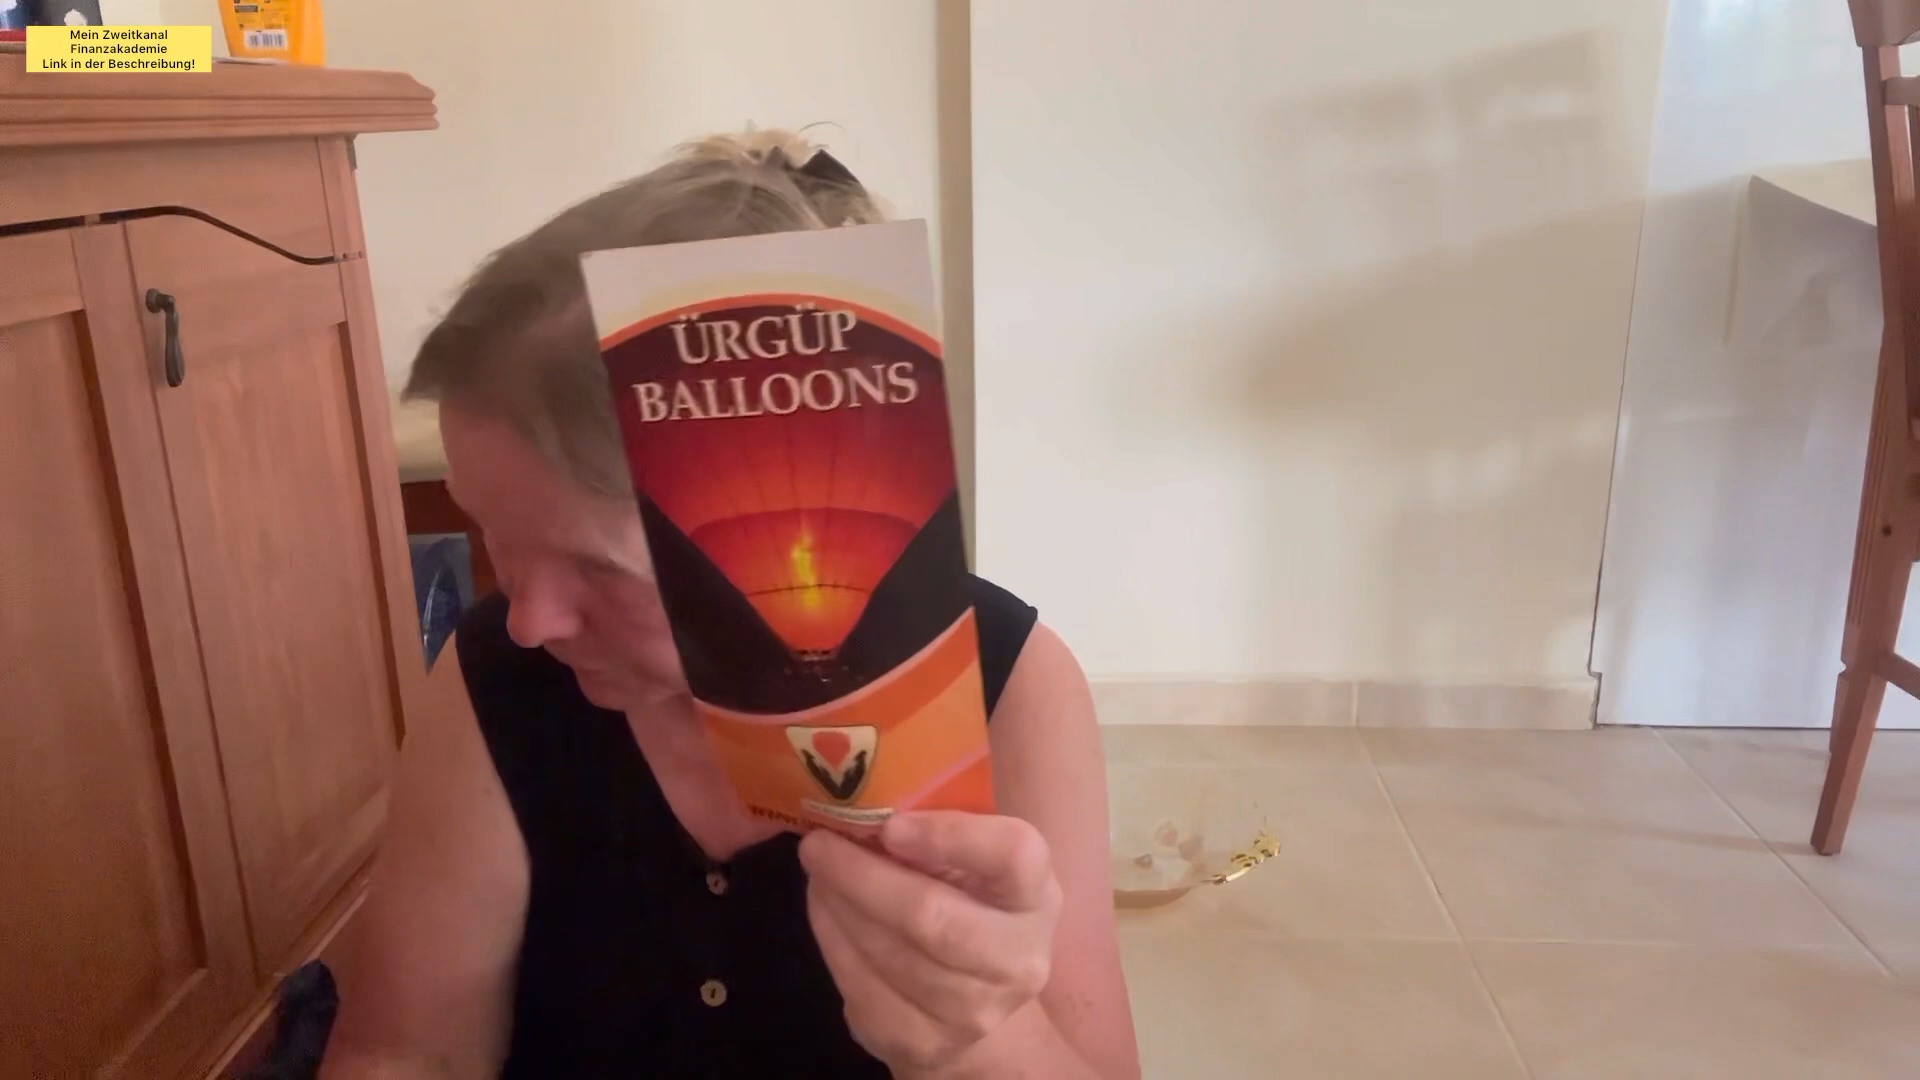 Mein Zweitkanal
Finanzakademie
Link in der Beschreibung!
ÜRGÜP
BALLOONS